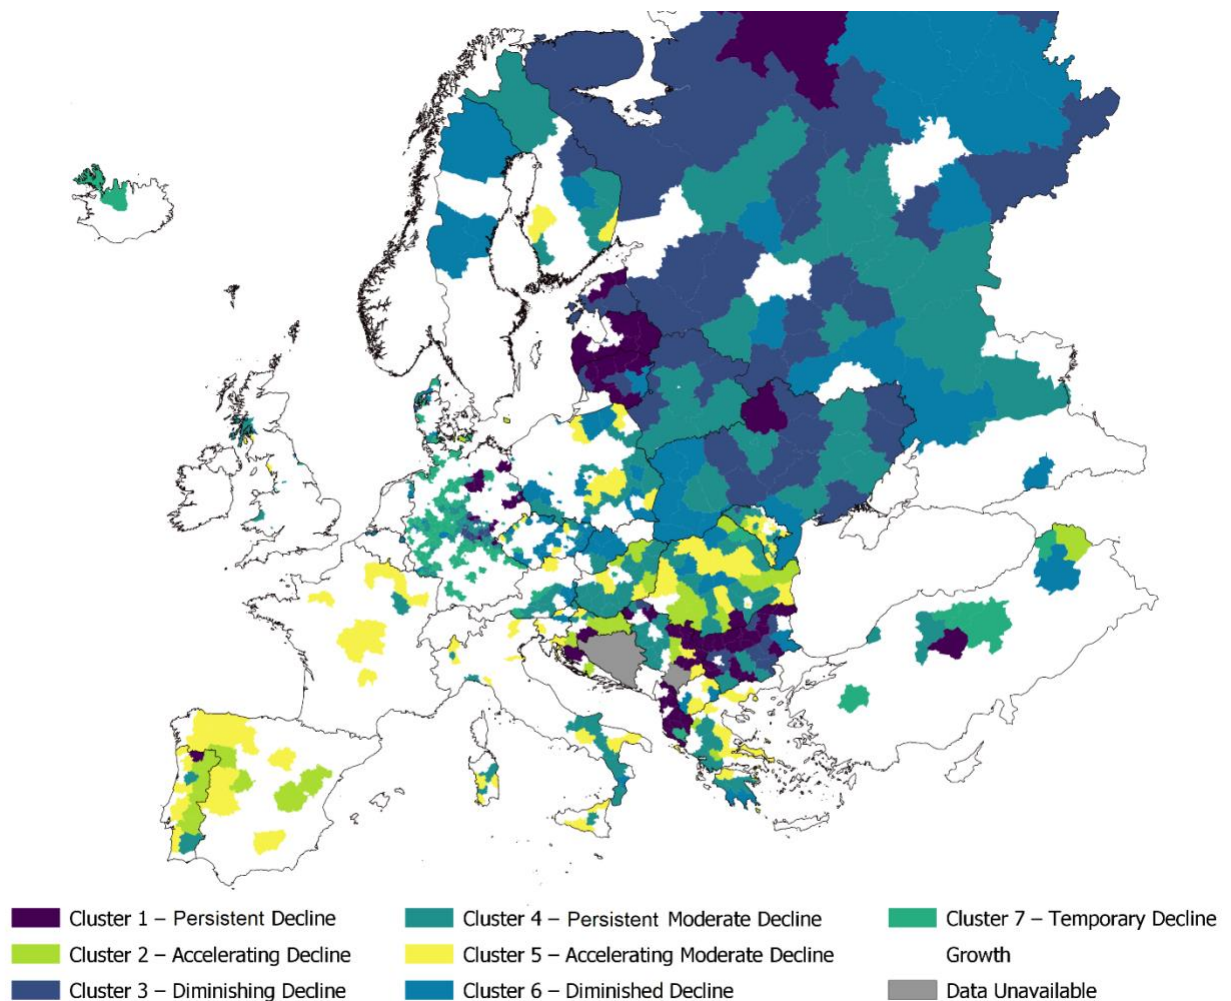 Cluster 1 – Persistent Decline
Cluster 2 – Accelerating Decline
Cluster 3 – Diminishing Decline
Cluster 4 – Persistent Moderate Decline
Cluster 5 – Accelerating Moderate Decline
Cluster 6 – Diminished Decline
Cluster 7 – Temporary Decline
Growth
Data Unavailable